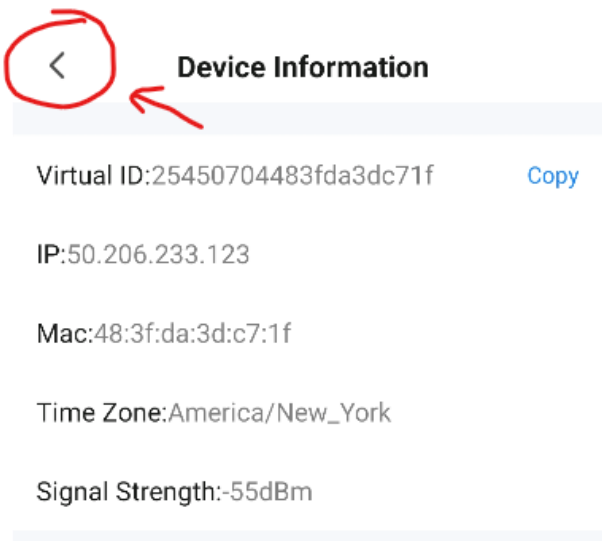 Device Information
Virtual ID:25450704483fda3dc71f Copy
IP:50.206.233.123
Mac:48:3f:da:3d:c7:1f
Time Zone:America/New_York
Signal Strength:-55dBm